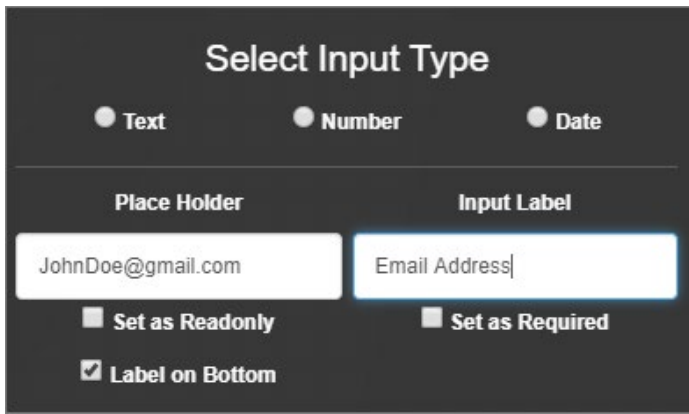 Select Input Type
Text Number Date
Place Holder Input Label
JohnDoe@gmail.com Email Address
Set as Readonly Set as Required
Label on Bottom